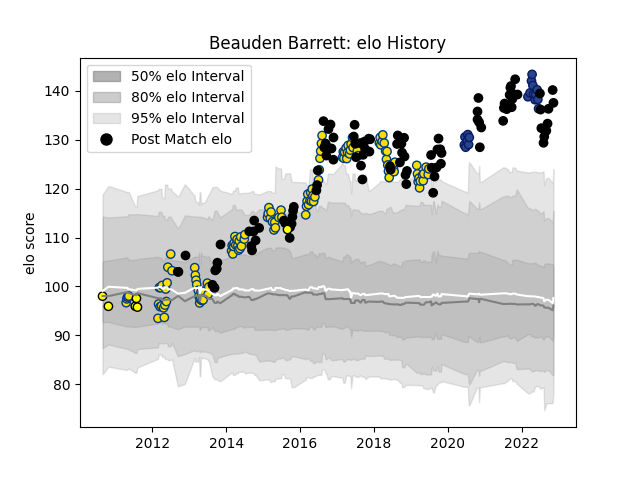 Beauden Barrett: elo History
50% elo Interval
80% elo Interval
95% elo Interval
Post Match elo
elo score
140
130
120
110
100
90
80
2012 2014 2016 2018 2020 2022